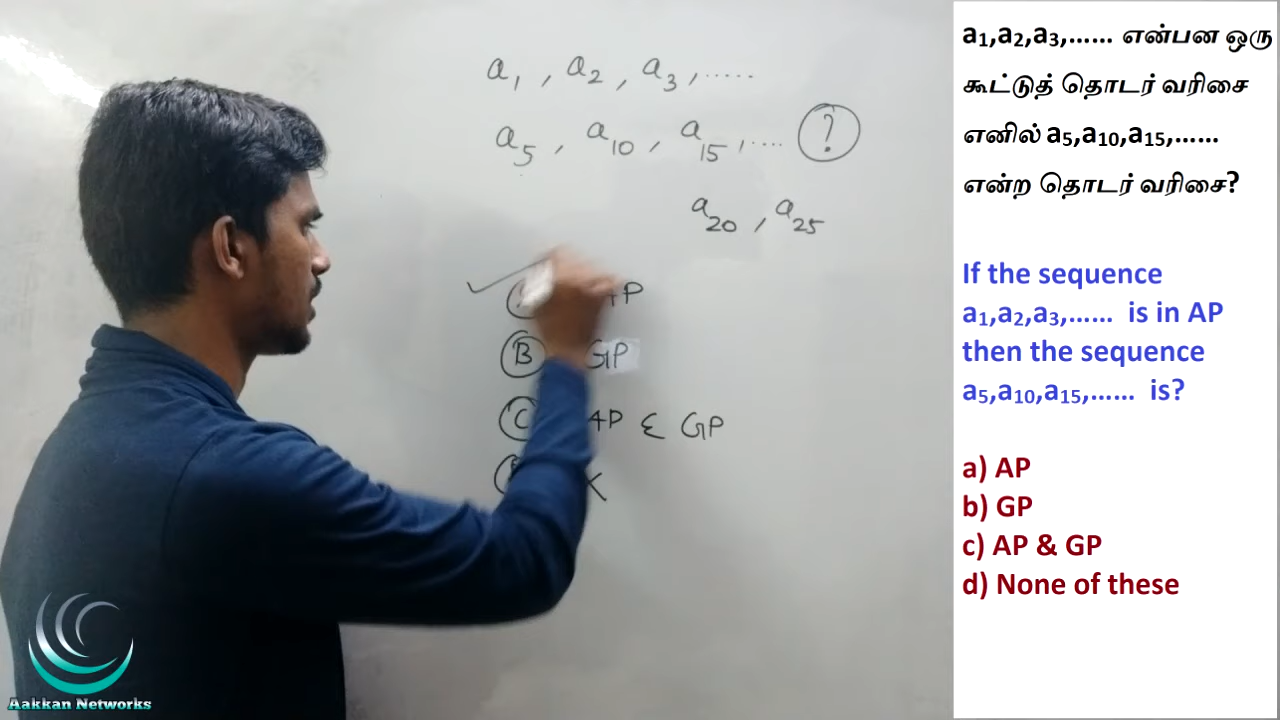 a1, a2, a3, .....
a5, a10, a15, .... ?
a20, a25
AP
B GP
C AP & GP
a1,a2,a3,…… என்பன ஒரு
கூட்டுத் தொடர் வரிசை
எனில் a5,a10,a15,……
என்ற தொடர் வரிசை?
If the sequence
a1,a2,a3,…… is in AP
then the sequence
a5,a10,a15,…… is?
a) AP
b) GP
c) AP & GP
d) None of these
Aakkan Networks